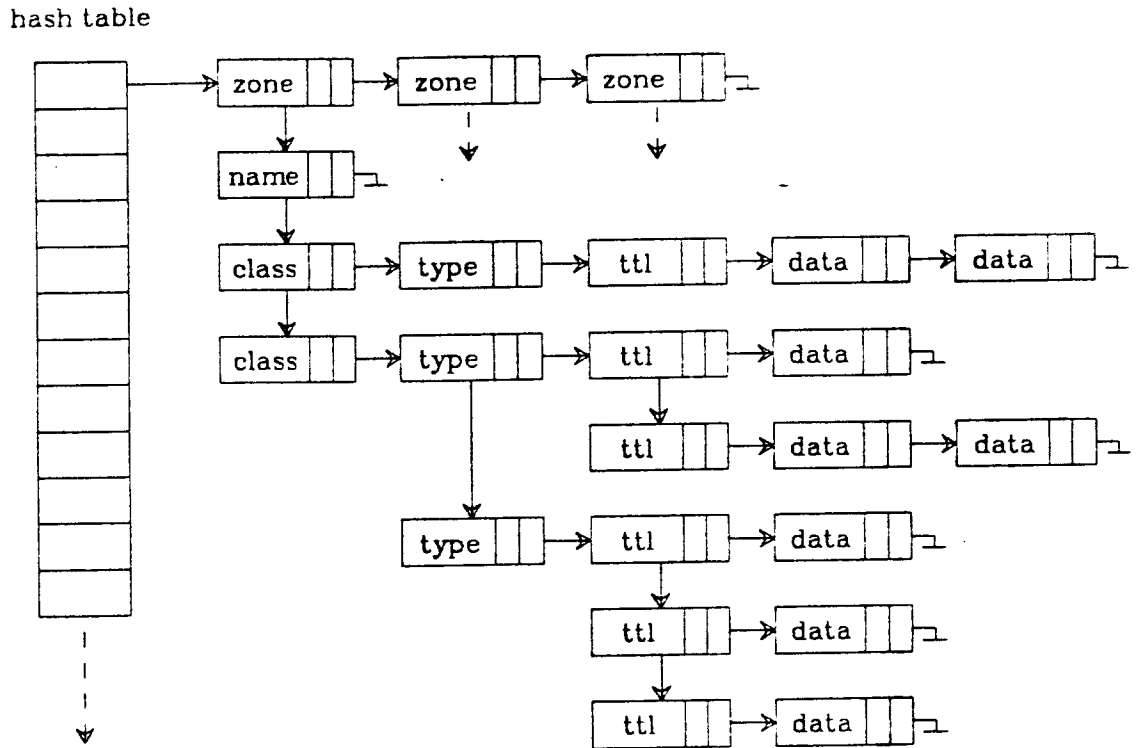 hash table
zone zone zone
name
class type ttl data data
class type ttl data
ttl data data
type ttl data
ttl data
ttl data